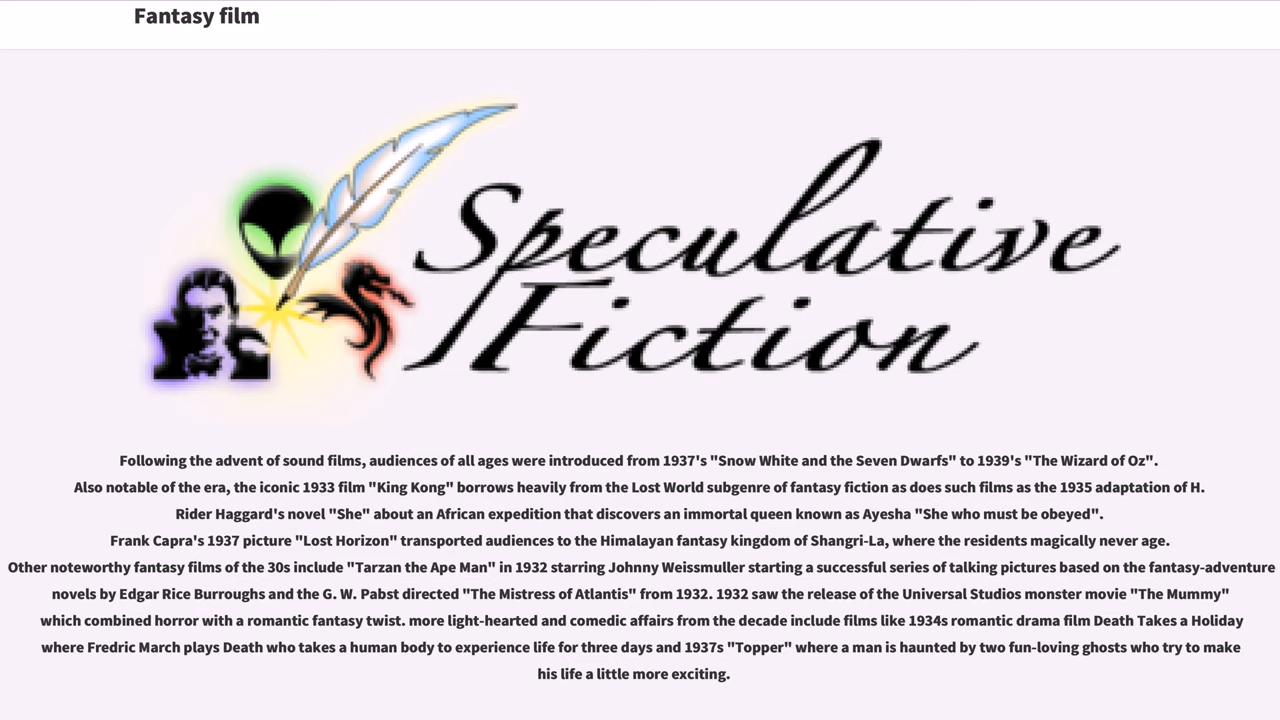 Fantasy film
Speculative
Fiction
Following the advent of sound films, audiences of all ages were introduced from 1937's "Snow White and the Seven Dwarfs" to 1939's "The Wizard of Oz".
Also notable of the era, the iconic 1933 film "King Kong" borrows heavily from the Lost World subgenre of fantasy fiction as does such films as the 1935 adaptation of H.
Rider Haggard's novel "She" about an African expedition that discovers an immortal queen known as Ayesha "She who must be obeyed".
Frank Capra's 1937 picture "Lost Horizon" transported audiences to the Himalayan fantasy kingdom of Shangri-La, where the residents magically never age.
Other noteworthy fantasy films of the 30s include "Tarzan the Ape Man" in 1932 starring Johnny Weissmuller starting a successful series of talking pictures based on the fantasy-adventure
novels by Edgar Rice Burroughs and the G. W. Pabst directed "The Mistress of Atlantis" from 1932. 1932 saw the release of the Universal Studios monster movie "The Mummy"
which combined horror with a romantic fantasy twist. more light-hearted and comedic affairs from the decade include films like 1934s romantic drama film Death Takes a Holiday
where Fredric March plays Death who takes a human body to experience life for three days and 1937s "Topper" where a man is haunted by two fun-loving ghosts who try to make
his life a little more exciting.